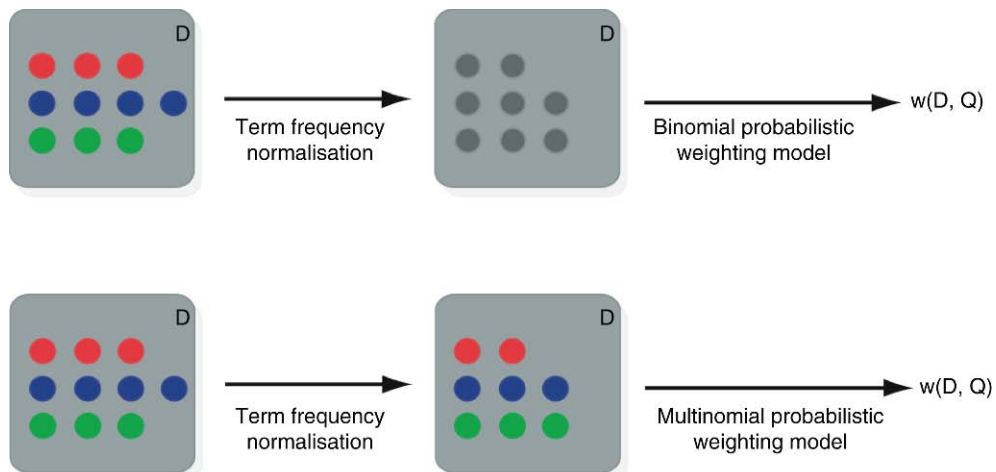 D
D
Term frequency
normalisation
Binomial probabilistic
weighting model
w(D, Q)
D
D
Term frequency
normalisation
Multinomial probabilistic
weighting model
w(D, Q)